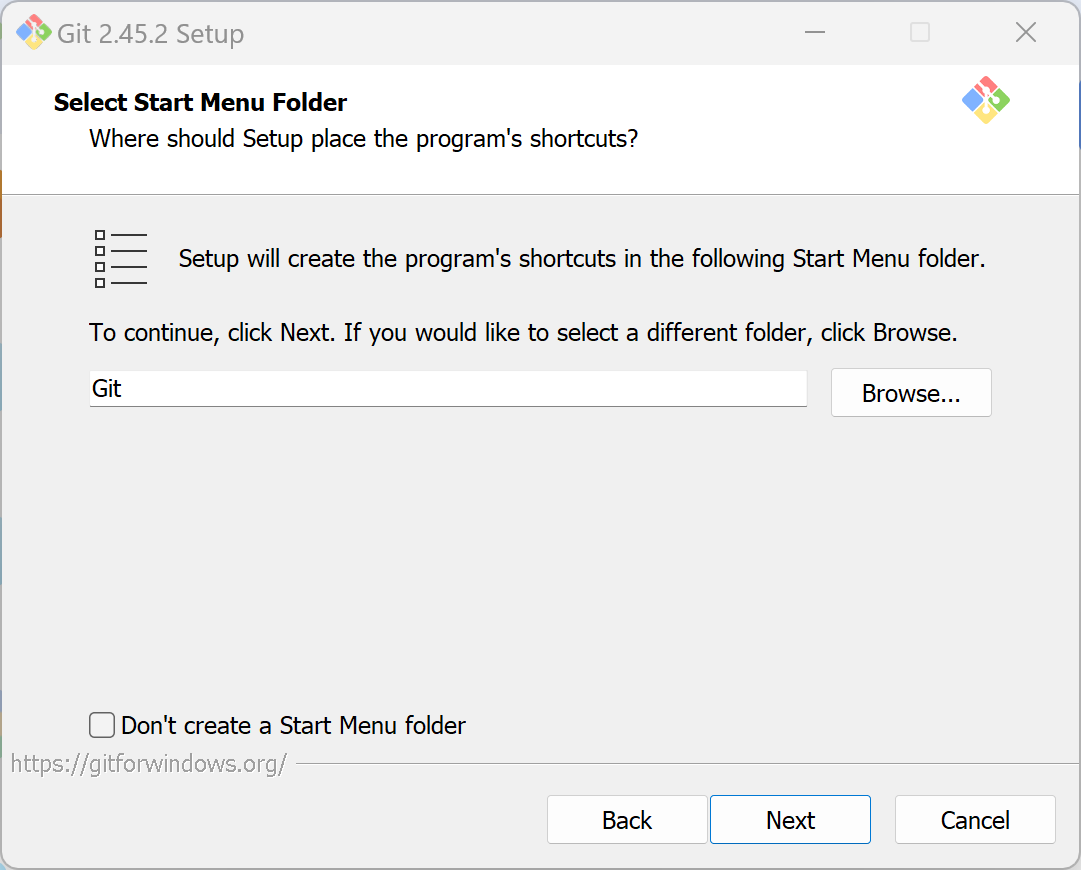 Git 2.45.2 Setup
Select Start Menu Folder
Where should Setup place the program's shortcuts?
Setup will create the program's shortcuts in the following Start Menu folder.
To continue, click Next. If you would like to select a different folder, click Browse.
Git
Browse...
Don't create a Start Menu folder
https://gitforwindows.org/
Back
Next
Cancel